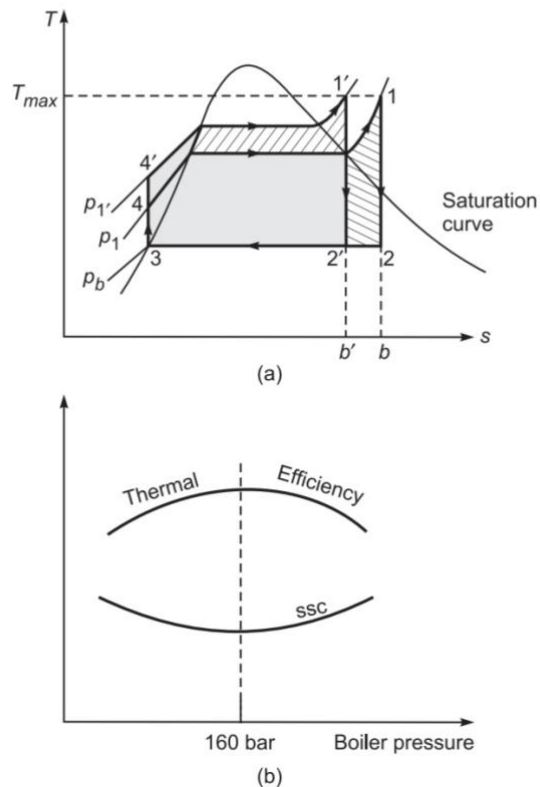 T
1′
1
T_max
4′
p_1′
4
p_1
Saturation
curve
p_b
3
2′
2
b′
b
s
(a)
Thermal
Efficiency
ssc
160 bar
Boiler pressure
(b)